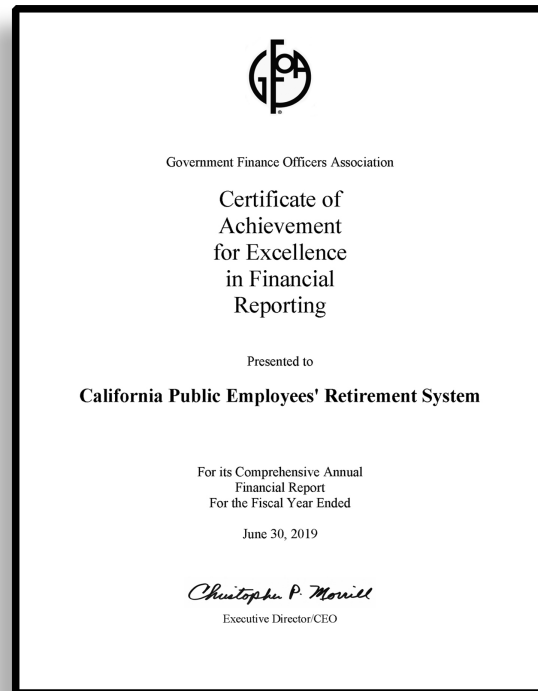 GFOA
Government Finance Officers Association
Certificate of
Achievement
for Excellence
in Financial
Reporting
Presented to
California Public Employees' Retirement System
For its Comprehensive Annual
Financial Report
For the Fiscal Year Ended
June 30, 2019
Christopher P. Morrill
Executive Director/CEO